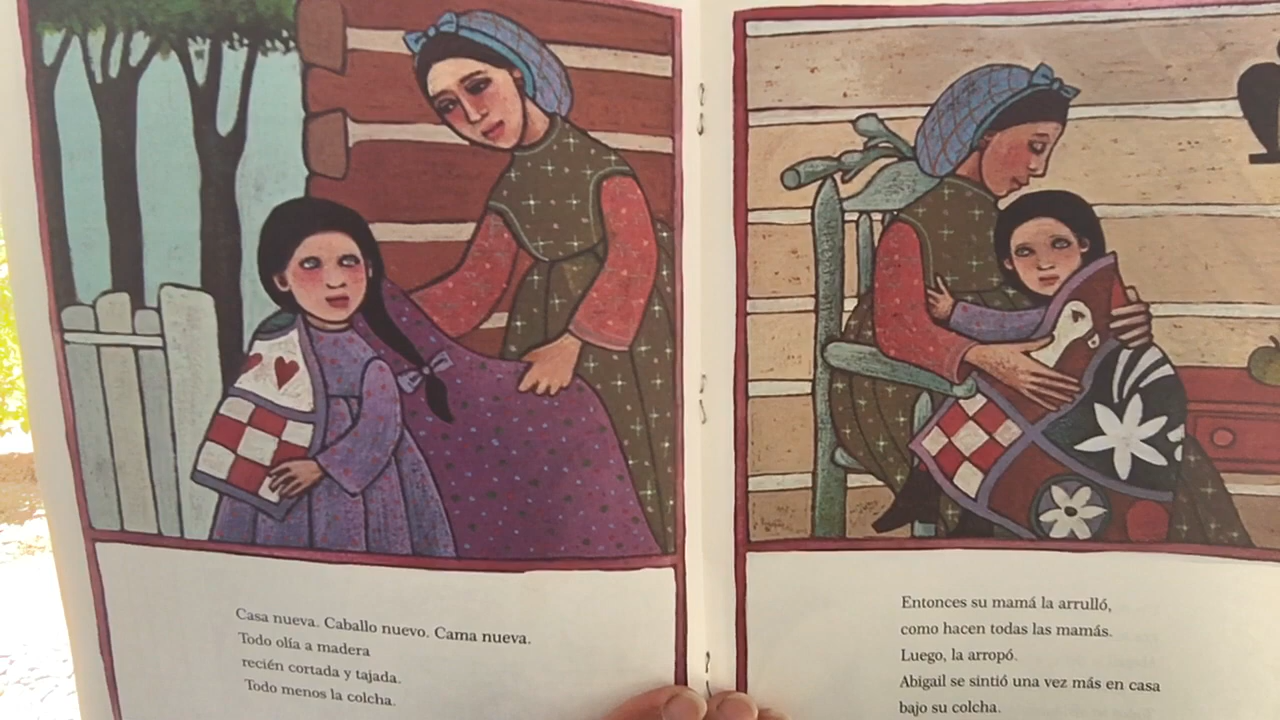 Casa nueva. Caballo nuevo. Cama nueva.
Todo olía a madera
recién cortada y tajada.
Todo menos la colcha.
Entonces su mamá la arrulló,
como hacen todas las mamás.
Luego, la arropó.
Abigail se sintió una vez más en casa
bajo su colcha.